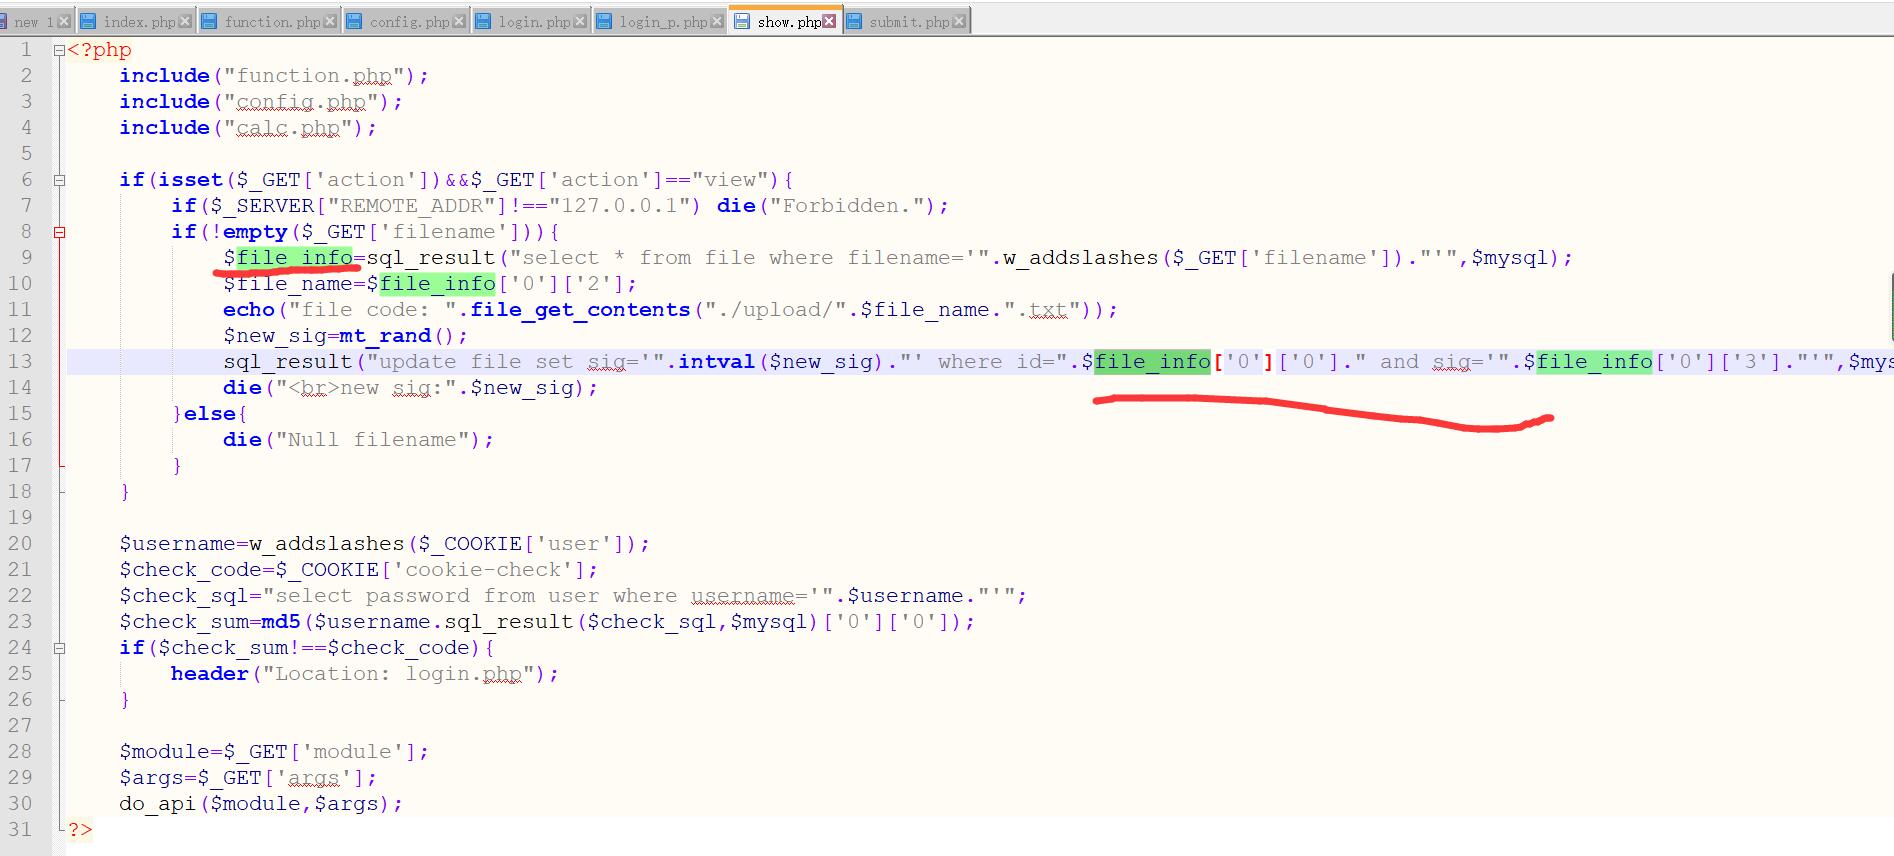 new 1 index.php function.php config.php login.php login_p.php show.php submit.php
1 <?php
2 include("function.php");
3 include("config.php");
4 include("calc.php");
5
6 if(isset($_GET['action'])&&$_GET['action']=="view"){
7 if($_SERVER["REMOTE_ADDR"]!=="127.0.0.1") die("Forbidden.");
8 if(!empty($_GET['filename'])){
9 $file_info=sql_result("select * from file where filename='".w_addslashes($_GET['filename'])."'",$mysql);
10 $file_name=$file_info['0']['2'];
11 echo("file code: ".file_get_contents("./upload/".$file_name.".txt"));
12 $new_sig=mt_rand();
13 sql_result("update file set sig='".intval($new_sig)."' where id=".$file_info['0']['0']." and sig='".$file_info['0']['3']."'",$mys
14 die("<br>new sig:".$new_sig);
15 }else{
16 die("Null filename");
17 }
18 }
19
20 $username=w_addslashes($_COOKIE['user']);
21 $check_code=$_COOKIE['cookie-check'];
22 $check_sql="select password from user where username='".$username."'";
23 $check_sum=md5($username.sql_result($check_sql,$mysql)['0']['0']);
24 if($check_sum!==$check_code){
25 header("Location: login.php");
26 }
27
28 $module=$_GET['module'];
29 $args=$_GET['args'];
30 do_api($module,$args);
31 ?>